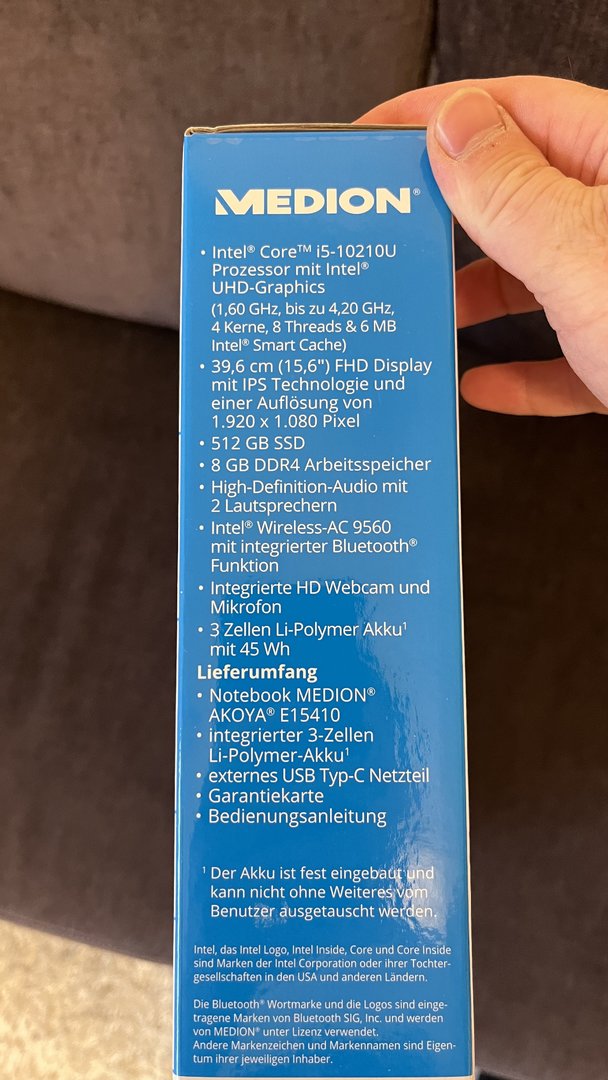 MEDION®
• Intel® Core™ i5-10210U
Prozessor mit Intel®
UHD-Graphics
(1,60 GHz, bis zu 4,20 GHz,
4 Kerne, 8 Threads & 6 MB
Intel® Smart Cache)
• 39,6 cm (15,6") FHD Display
mit IPS Technologie und
einer Auflösung von
1.920 x 1.080 Pixel
• 512 GB SSD
• 8 GB DDR4 Arbeitsspeicher
• High-Definition-Audio mit
2 Lautsprechern
• Intel® Wireless-AC 9560
mit integrierter Bluetooth®
Funktion
• Integrierte HD Webcam und
Mikrofon
• 3 Zellen Li-Polymer Akku¹
mit 45 Wh
Lieferumfang
• Notebook MEDION®
AKOYA® E15410
• integrierter 3-Zellen
Li-Polymer-Akku¹
• externes USB Typ-C Netzteil
• Garantiekarte
• Bedienungsanleitung
¹ Der Akku ist fest eingebaut und
kann nicht ohne Weiteres vom
Benutzer ausgetauscht werden.
Intel, das Intel Logo, Intel Inside, Core und Core Inside
sind Marken der Intel Corporation oder ihrer Tochter-
gesellschaften in den USA und anderen Ländern.
Die Bluetooth® Wortmarke und die Logos sind einge-
tragene Marken von Bluetooth SIG, Inc. und werden
von MEDION® unter Lizenz verwendet.
Andere Markenzeichen und Markennamen sind Eigen-
tum ihrer jeweiligen Inhaber.